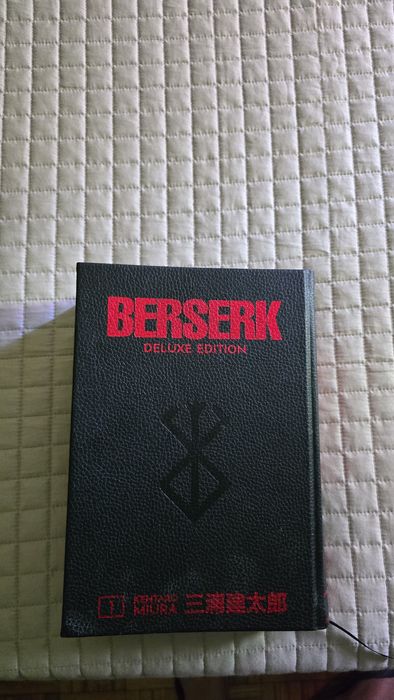 BERSERK
DELUXE EDITION
1
KENTARO
MIURA
三浦建太郎